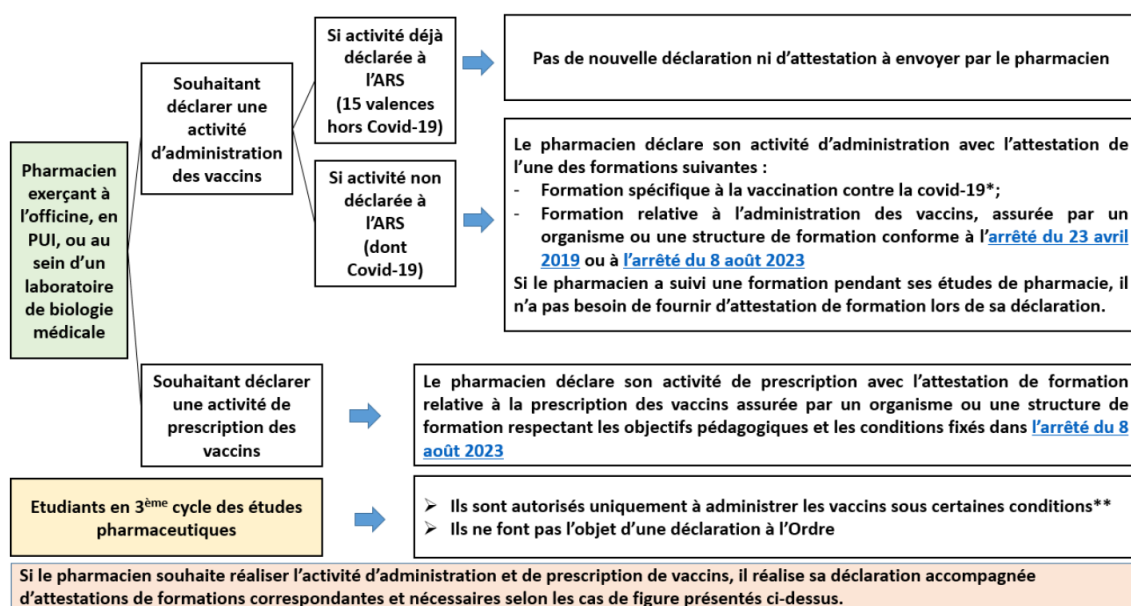 Pharmacien
exerçant à
l'officine, en
PUI, ou au
sein d'un
laboratoire
de biologie
médicale
Souhaitant
déclarer une
activité
d'administration
des vaccins
Si activité déjà
déclarée à
l'ARS
(15 valences
hors Covid-19)
Pas de nouvelle déclaration ni d'attestation à envoyer par le pharmacien
Si activité non
déclarée à
l'ARS
(dont
Covid-19)
Le pharmacien déclare son activité d'administration avec l'attestation de
l'une des formations suivantes :
- Formation spécifique à la vaccination contre la covid-19*;
- Formation relative à l'administration des vaccins, assurée par un
organisme ou une structure de formation conforme à l'arrêté du 23 avril
2019 ou à l'arrêté du 8 août 2023
Si le pharmacien a suivi une formation pendant ses études de pharmacie, il
n'a pas besoin de fournir d'attestation de formation lors de sa déclaration.
Souhaitant déclarer
une activité de
prescription des
vaccins
Le pharmacien déclare son activité de prescription avec l'attestation de formation
relative à la prescription des vaccins assurée par un organisme ou une structure de
formation respectant les objectifs pédagogiques et les conditions fixés dans l'arrêté du 8
août 2023
Etudiants en 3ème cycle des études
pharmaceutiques
➢ Ils sont autorisés uniquement à administrer les vaccins sous certaines conditions**
➢ Ils ne font pas l'objet d'une déclaration à l'Ordre
Si le pharmacien souhaite réaliser l'activité d'administration et de prescription de vaccins, il réalise sa déclaration accompagnée
d'attestations de formations correspondantes et nécessaires selon les cas de figure présentés ci-dessus.